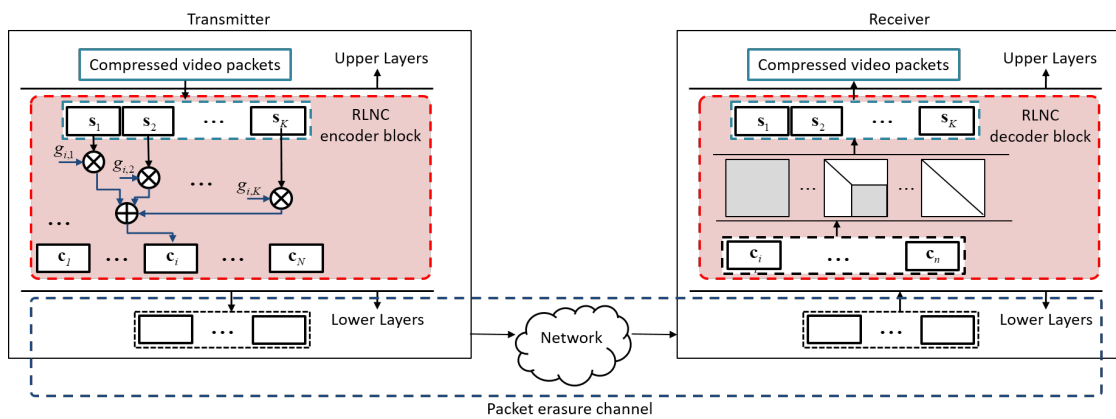 Transmitter
Compressed video packets
Upper Layers
s1 s2 ... sK
RLNC
encoder block
gi,1
gi,2
...
gi,K
...
c1 ... ci ... cN
Lower Layers
...
Network
Receiver
Compressed video packets
Upper Layers
s1 s2 ... sK
RLNC
decoder block
... ...
ci ... cn
Lower Layers
...
Packet erasure channel